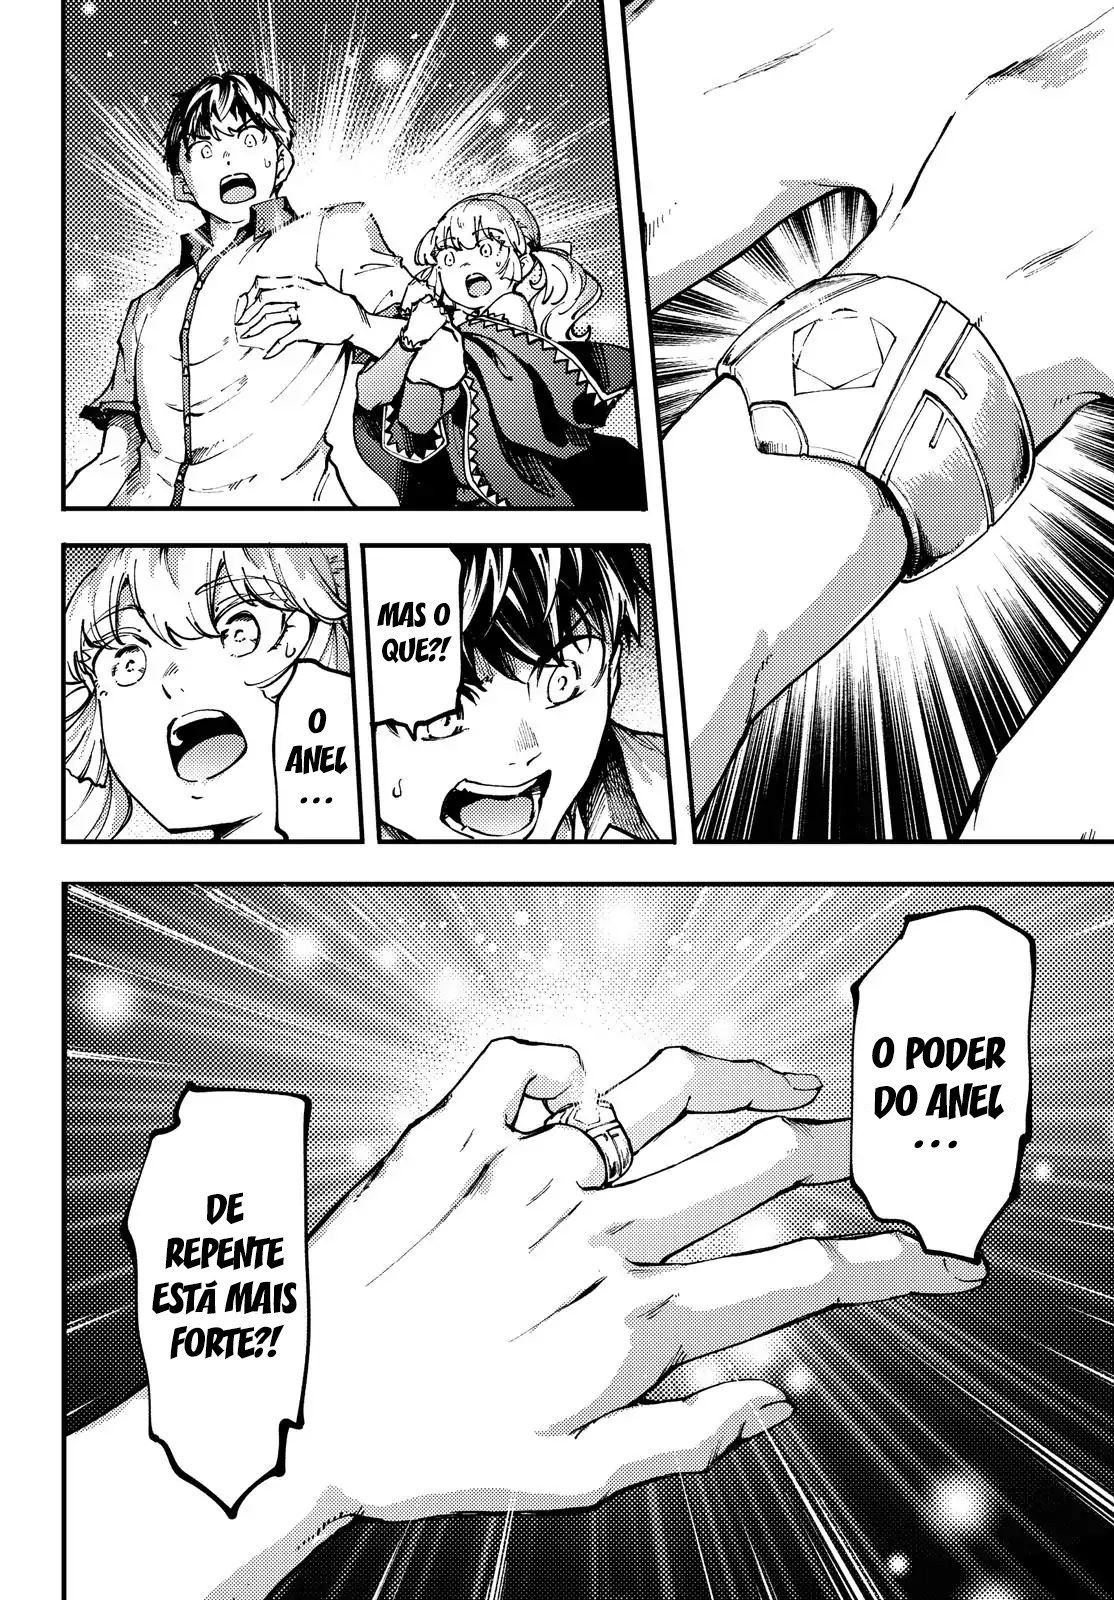 MAS O
QUE?!
O
ANEL
...
O PODER
DO ANEL
...
DE
REPENTE
ESTÁ MAIS
FORTE?!